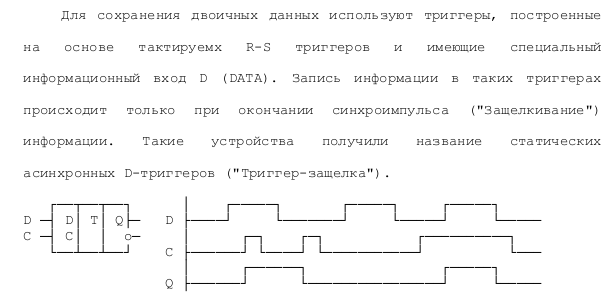 Для сохранения двоичных данных используют триггеры, построенные
на основе тактируемх R-S триггеров и имеющие специальный
информационный вход D (DATA). Запись информации в таких триггерах
происходит только при окончании синхроимпульса ("Защелкивание")
информации. Такие устройства получили название статических
асинхронных D-триггеров ("Триггер-защелка").
D D T Q D
C C C
Q